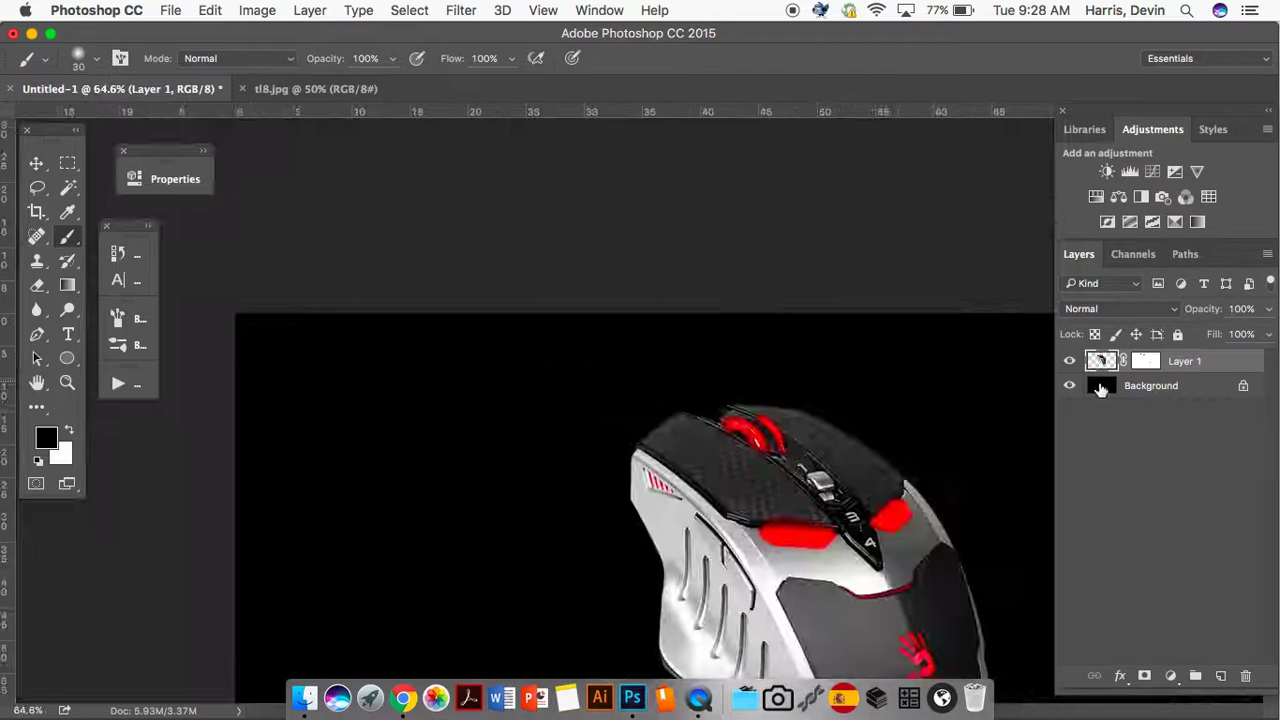 Photoshop CC File Edit Image Layer Type Select Filter 3D View Window Help 77% Tue 9:28 AM Harris, Devin
Adobe Photoshop CC 2015
30 Mode: Normal Opacity: 100% Flow: 100% Essentials
Untitled-1 @ 64.6% (Layer 1, RGB/8) * tl8.jpg @ 50% (RGB/8#)
Libraries Adjustments Styles
Add an adjustment
Properties
Layers Channels Paths
Kind
Normal Opacity: 100%
Lock: Fill: 100%
Layer 1
Background
A ...
B...
B...
64.6% Doc: 5.93M/3.37M